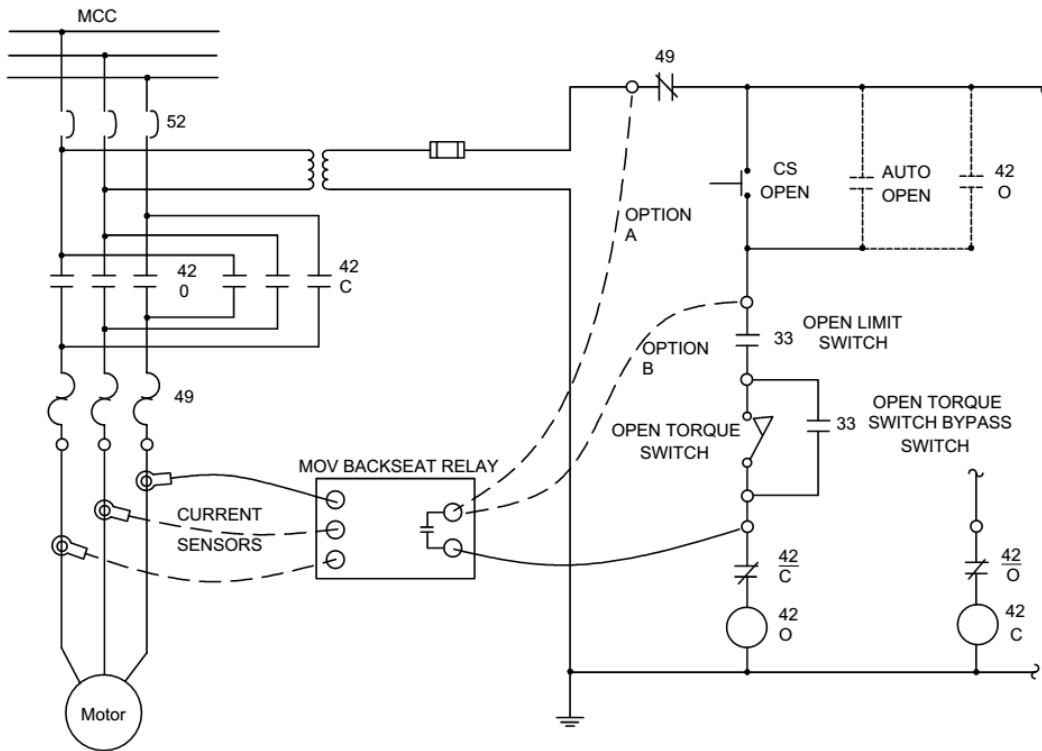 MCC
52
49
CS
OPEN
AUTO
OPEN
42
O
OPTION
A
42
0
42
C
OPTION
B
33
OPEN LIMIT
SWITCH
49
OPEN TORQUE
SWITCH
33
OPEN TORQUE
SWITCH BYPASS
SWITCH
MOV BACKSEAT RELAY
CURRENT
SENSORS
42
C
42
O
42
O
42
C
Motor